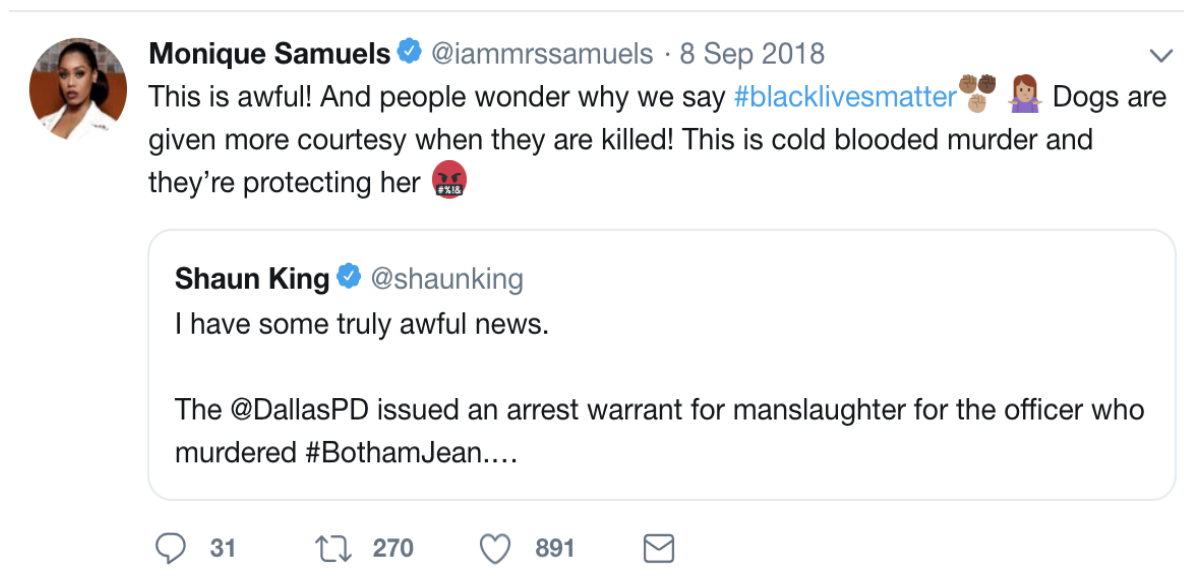 Monique Samuels @iammrssamuels · 8 Sep 2018
This is awful! And people wonder why we say #blacklivesmatter✊🏾✊🏿✊🏼 🤷🏽‍♀️ Dogs are
given more courtesy when they are killed! This is cold blooded murder and
they’re protecting her 🤬
Shaun King @shaunking
I have some truly awful news.
The @DallasPD issued an arrest warrant for manslaughter for the officer who
murdered #BothamJean....
31 270 891